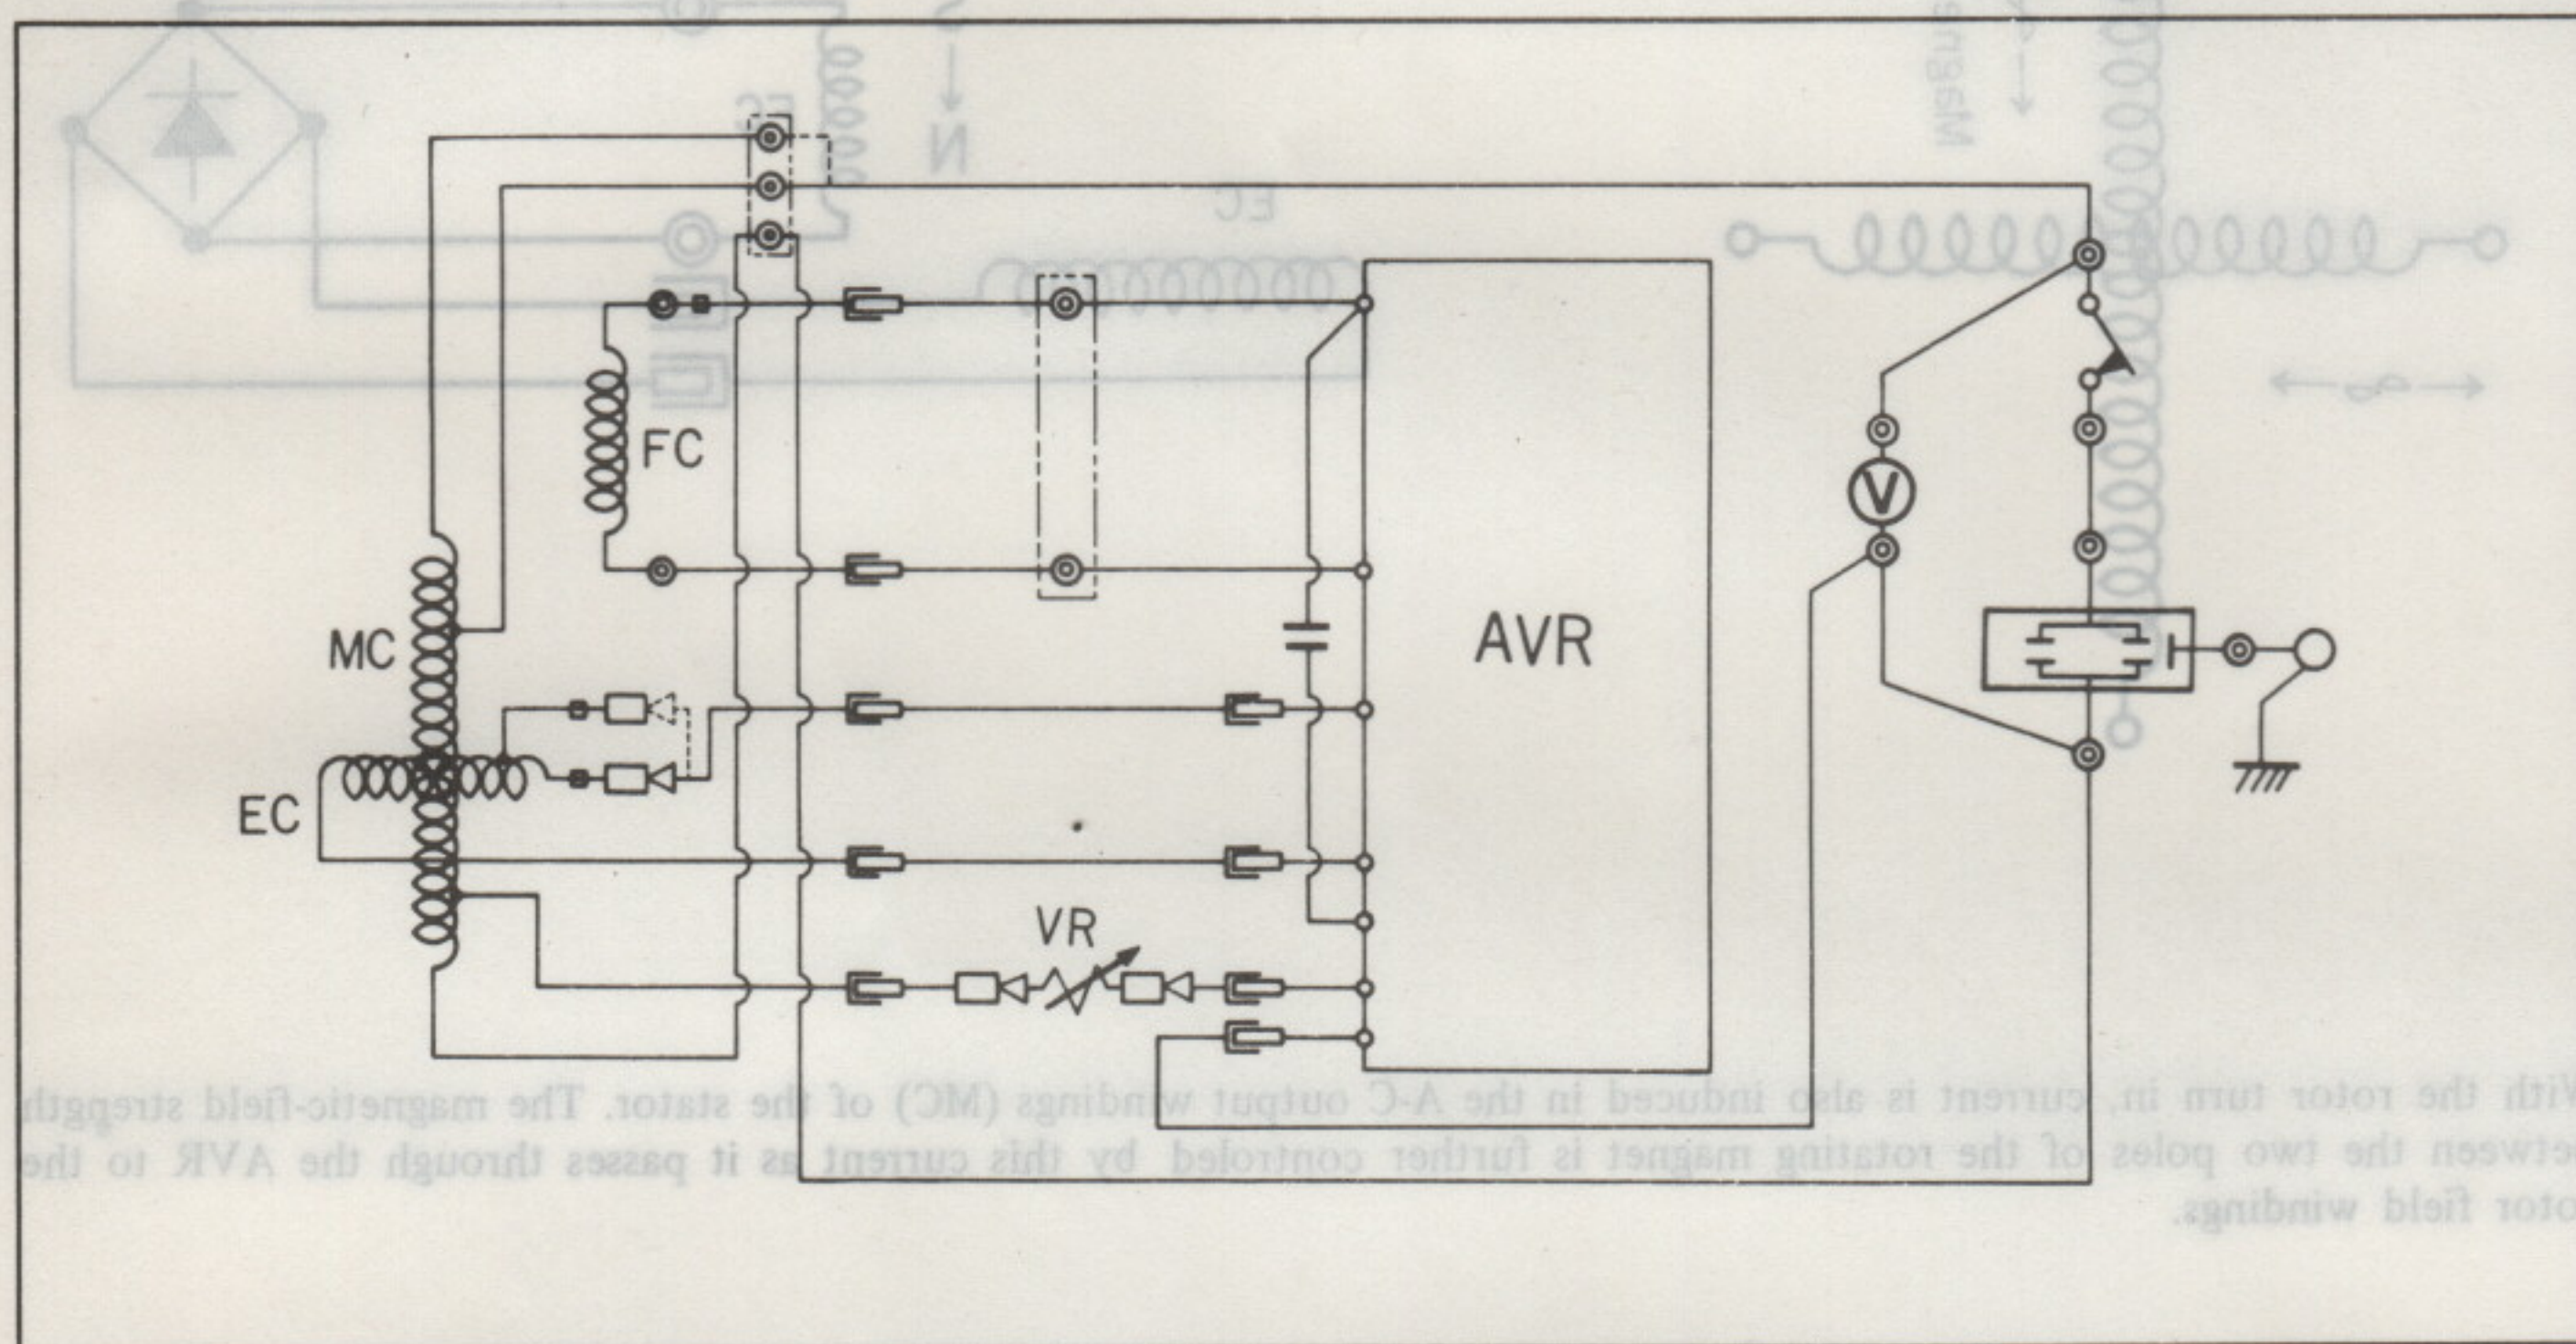 FC
V
MC
AVR
EC
VR
With the rotor turn in, current is also induced in the A-C output windings (MC) of the stator. The magnetic-field strength
between the two poles of the rotating magnet is further controled by this current as it passes through the AVR to the
rotor field windings.
EC
N